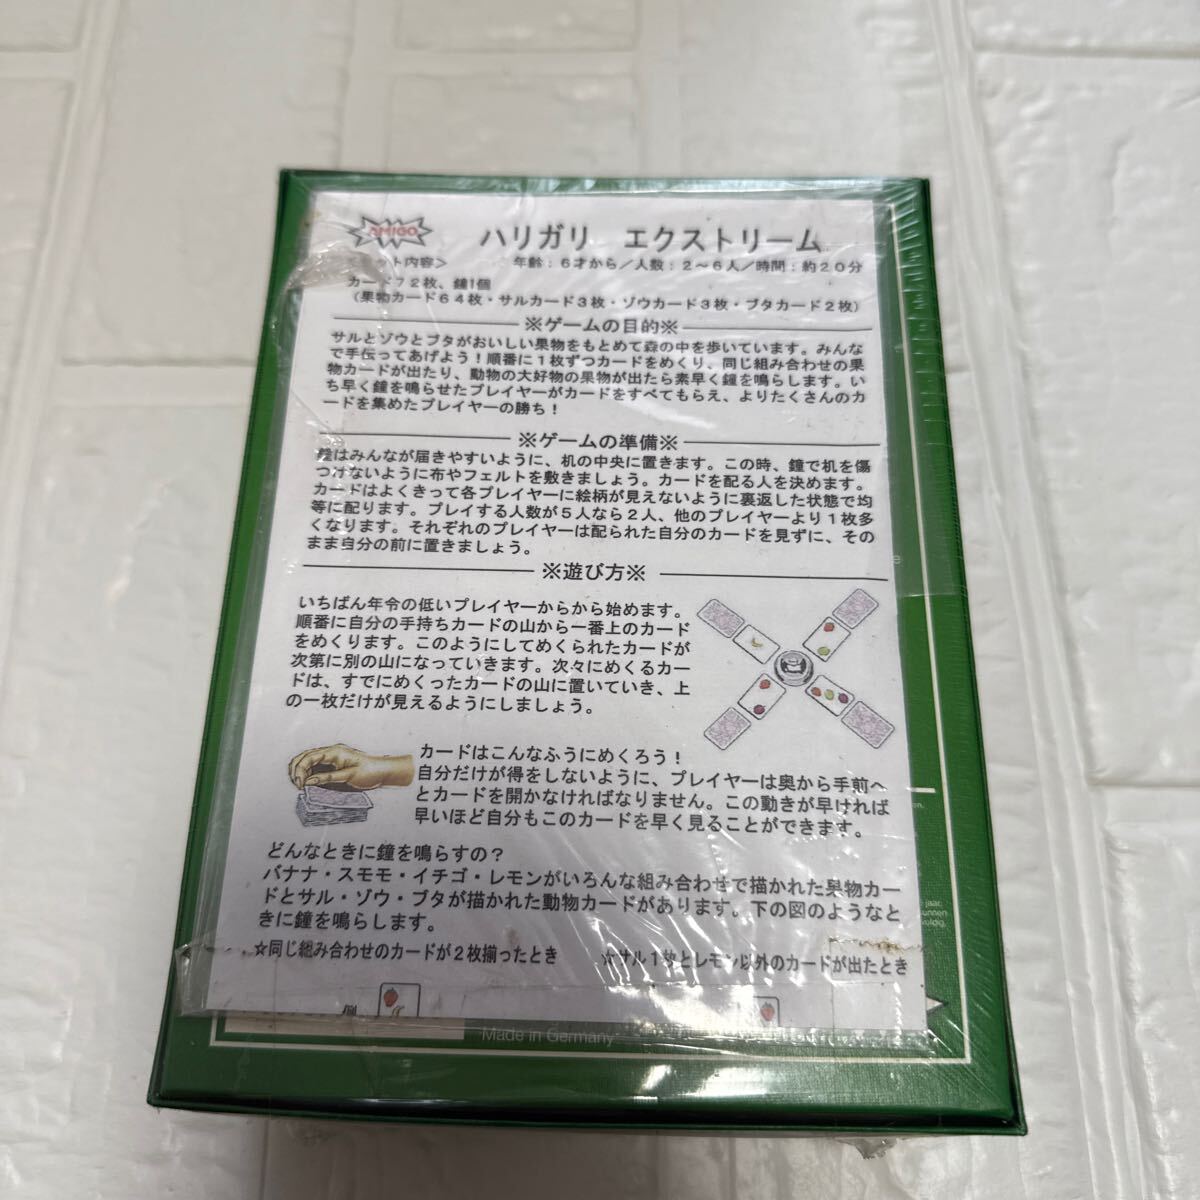 AMIGO
ハリガリ　エクストリーム
ット内容＞
年齢：６才から／人数：２～６人／時間：約２０分
カード７２枚、鐘1個
（果物カード６４枚・サルカード３枚・ゾウカード３枚・ブタカード２枚）
※ゲームの目的※
サルとゾウとブタがおいしい果物をもとめて森の中を歩いています。みんな
で手伝ってあげよう！順番に１枚ずつカードをめくり、同じ組み合わせの果
物カードが出たり、動物の大好物の果物が出たら素早く鐘を鳴らします。い
ち早く鐘を鳴らせたプレイヤーがカードをすべてもらえ、よりたくさんのカ
ードを集めたプレイヤーの勝ち！
※ゲームの準備※
鐘はみんなが届きやすいように、机の中央に置きます。この時、鐘で机を傷
つけないように布やフェルトを敷きましょう。カードを配る人を決めます。
カードはよくきって各プレイヤーに絵柄が見えないように裏返した状態で均
等に配ります。プレイする人数が５人なら２人、他のプレイヤーより１枚多
くなります。それぞれのプレイヤーは配られた自分のカードを見ずに、その
まま自分の前に置きましょう。
※遊び方※
いちばん年令の低いプレイヤーからから始めます。
順番に自分の手持ちカードの山から一番上のカード
をめくります。このようにしてめくられたカードが
次第に別の山になっていきます。次々にめくるカー
ドは、すでにめくったカードの山に置いていき、上
の一枚だけが見えるようにしましょう。
カードはこんなふうにめくろう！
自分だけが得をしないように、プレイヤーは奥から手前へ
とカードを開かなければなりません。この動きが早ければ
早いほど自分もこのカードを早く見ることができます。
どんなときに鐘を鳴らすの？
バナナ・スモモ・イチゴ・レモンがいろんな組み合わせで描かれた果物カー
ドとサル・ゾウ・ブタが描かれた動物カードがあります。下の図のようなと
きに鐘を鳴らします。
☆同じ組み合わせのカードが２枚揃ったとき
☆サル１枚とレモン以外のカードが出たとき
jaar.
Made in Germany